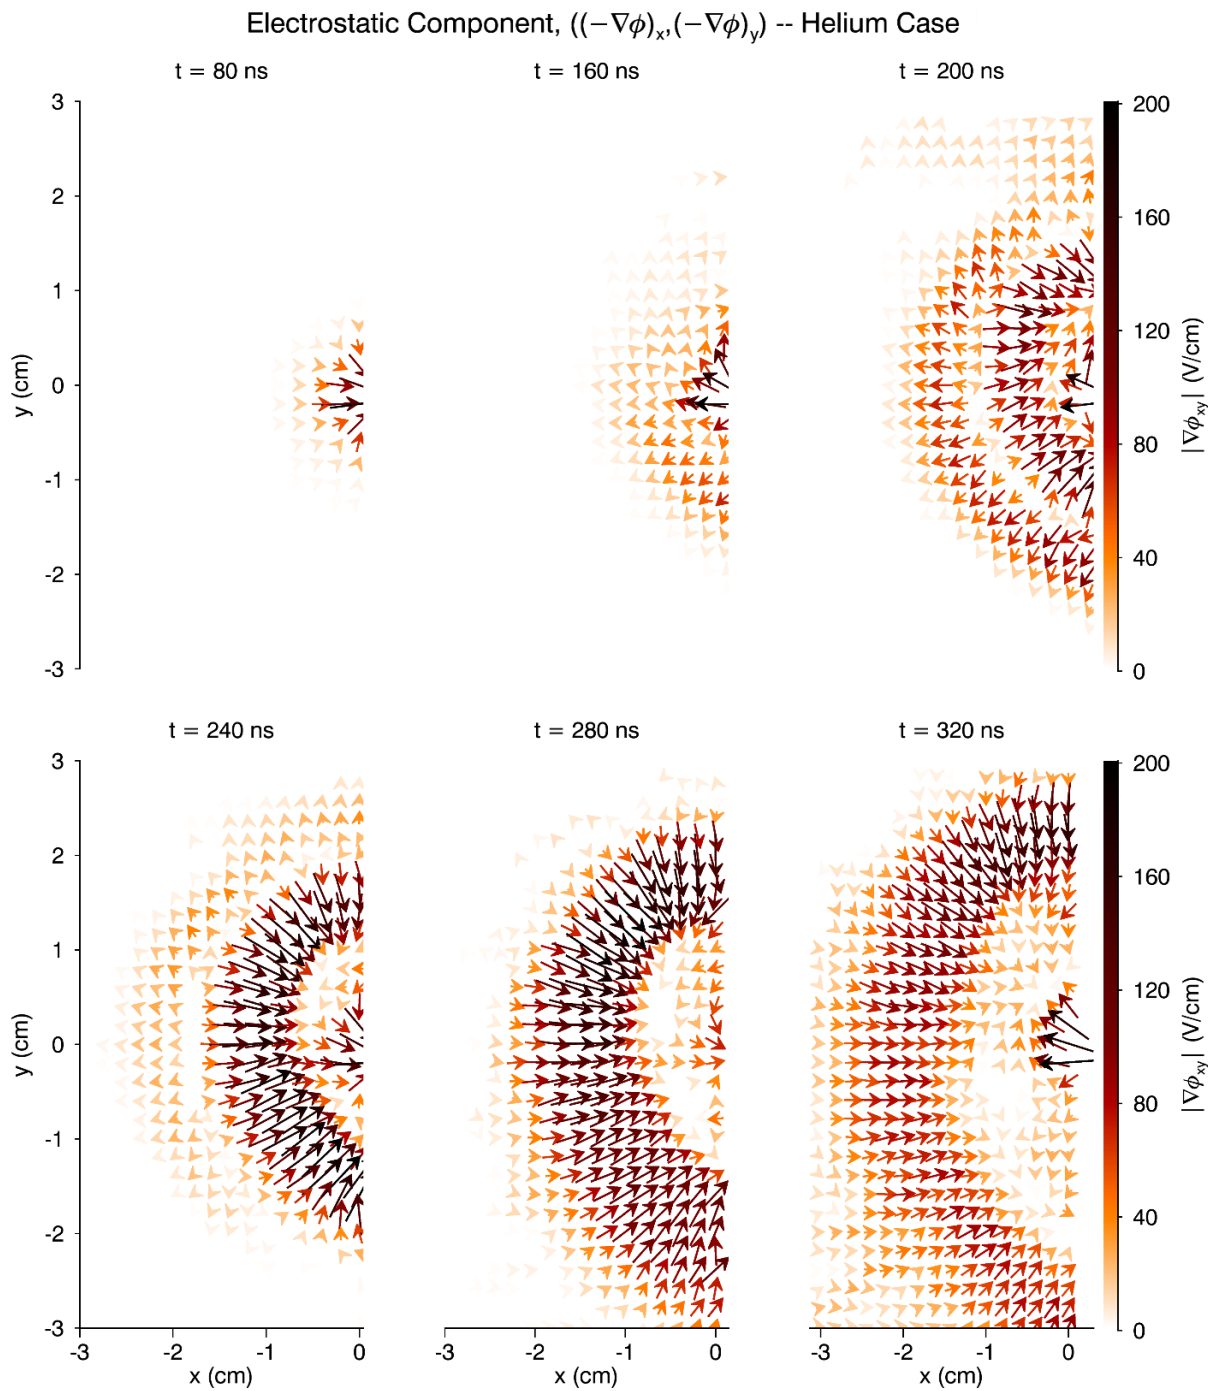 Electrostatic Component, ((−∇ϕ)x,(−∇ϕ)y) -- Helium Case
t = 80 ns
t = 160 ns
t = 200 ns
3
2
1
0
-1
-2
-3
y (cm)
200
160
120
80
40
0
|∇ϕxy| (V/cm)
t = 240 ns
t = 280 ns
t = 320 ns
3
2
1
0
-1
-2
-3
y (cm)
200
160
120
80
40
0
|∇ϕxy| (V/cm)
-3 -2 -1 0
-3 -2 -1 0
-3 -2 -1 0
x (cm)
x (cm)
x (cm)